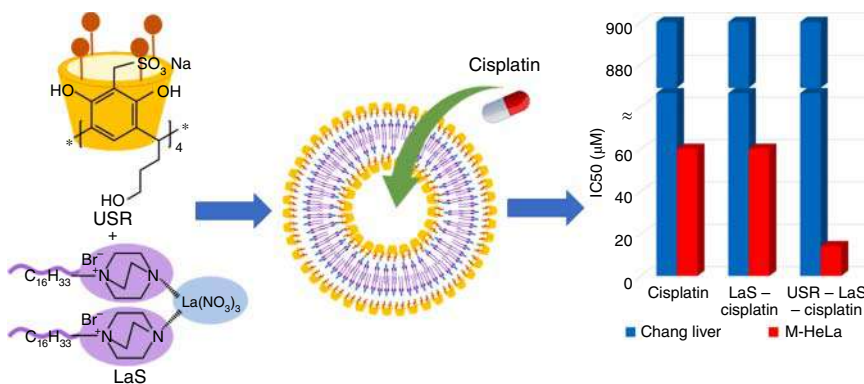 SO3 Na
HO
OH
*
*
4
HO
USR
+
Br−
C16H33
N
+
N
La(NO3)3
Br−
C16H33
N
+
N
LaS
Cisplatin
IC50 (μM)
900
880
≈
60
40
20
0
Cisplatin
LaS –
cisplatin
USR – LaS
– cisplatin
Chang liver
M-HeLa